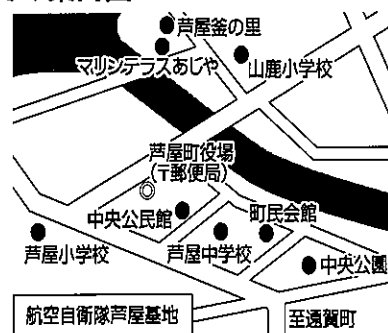 芦屋釜の里
マリンテラスあしや
山鹿小学校
芦屋町役場
(〒郵便局)
中央公民館
町民会館
芦屋小学校
芦屋中学校
中央公園
航空自衛隊芦屋基地
至遠賀町